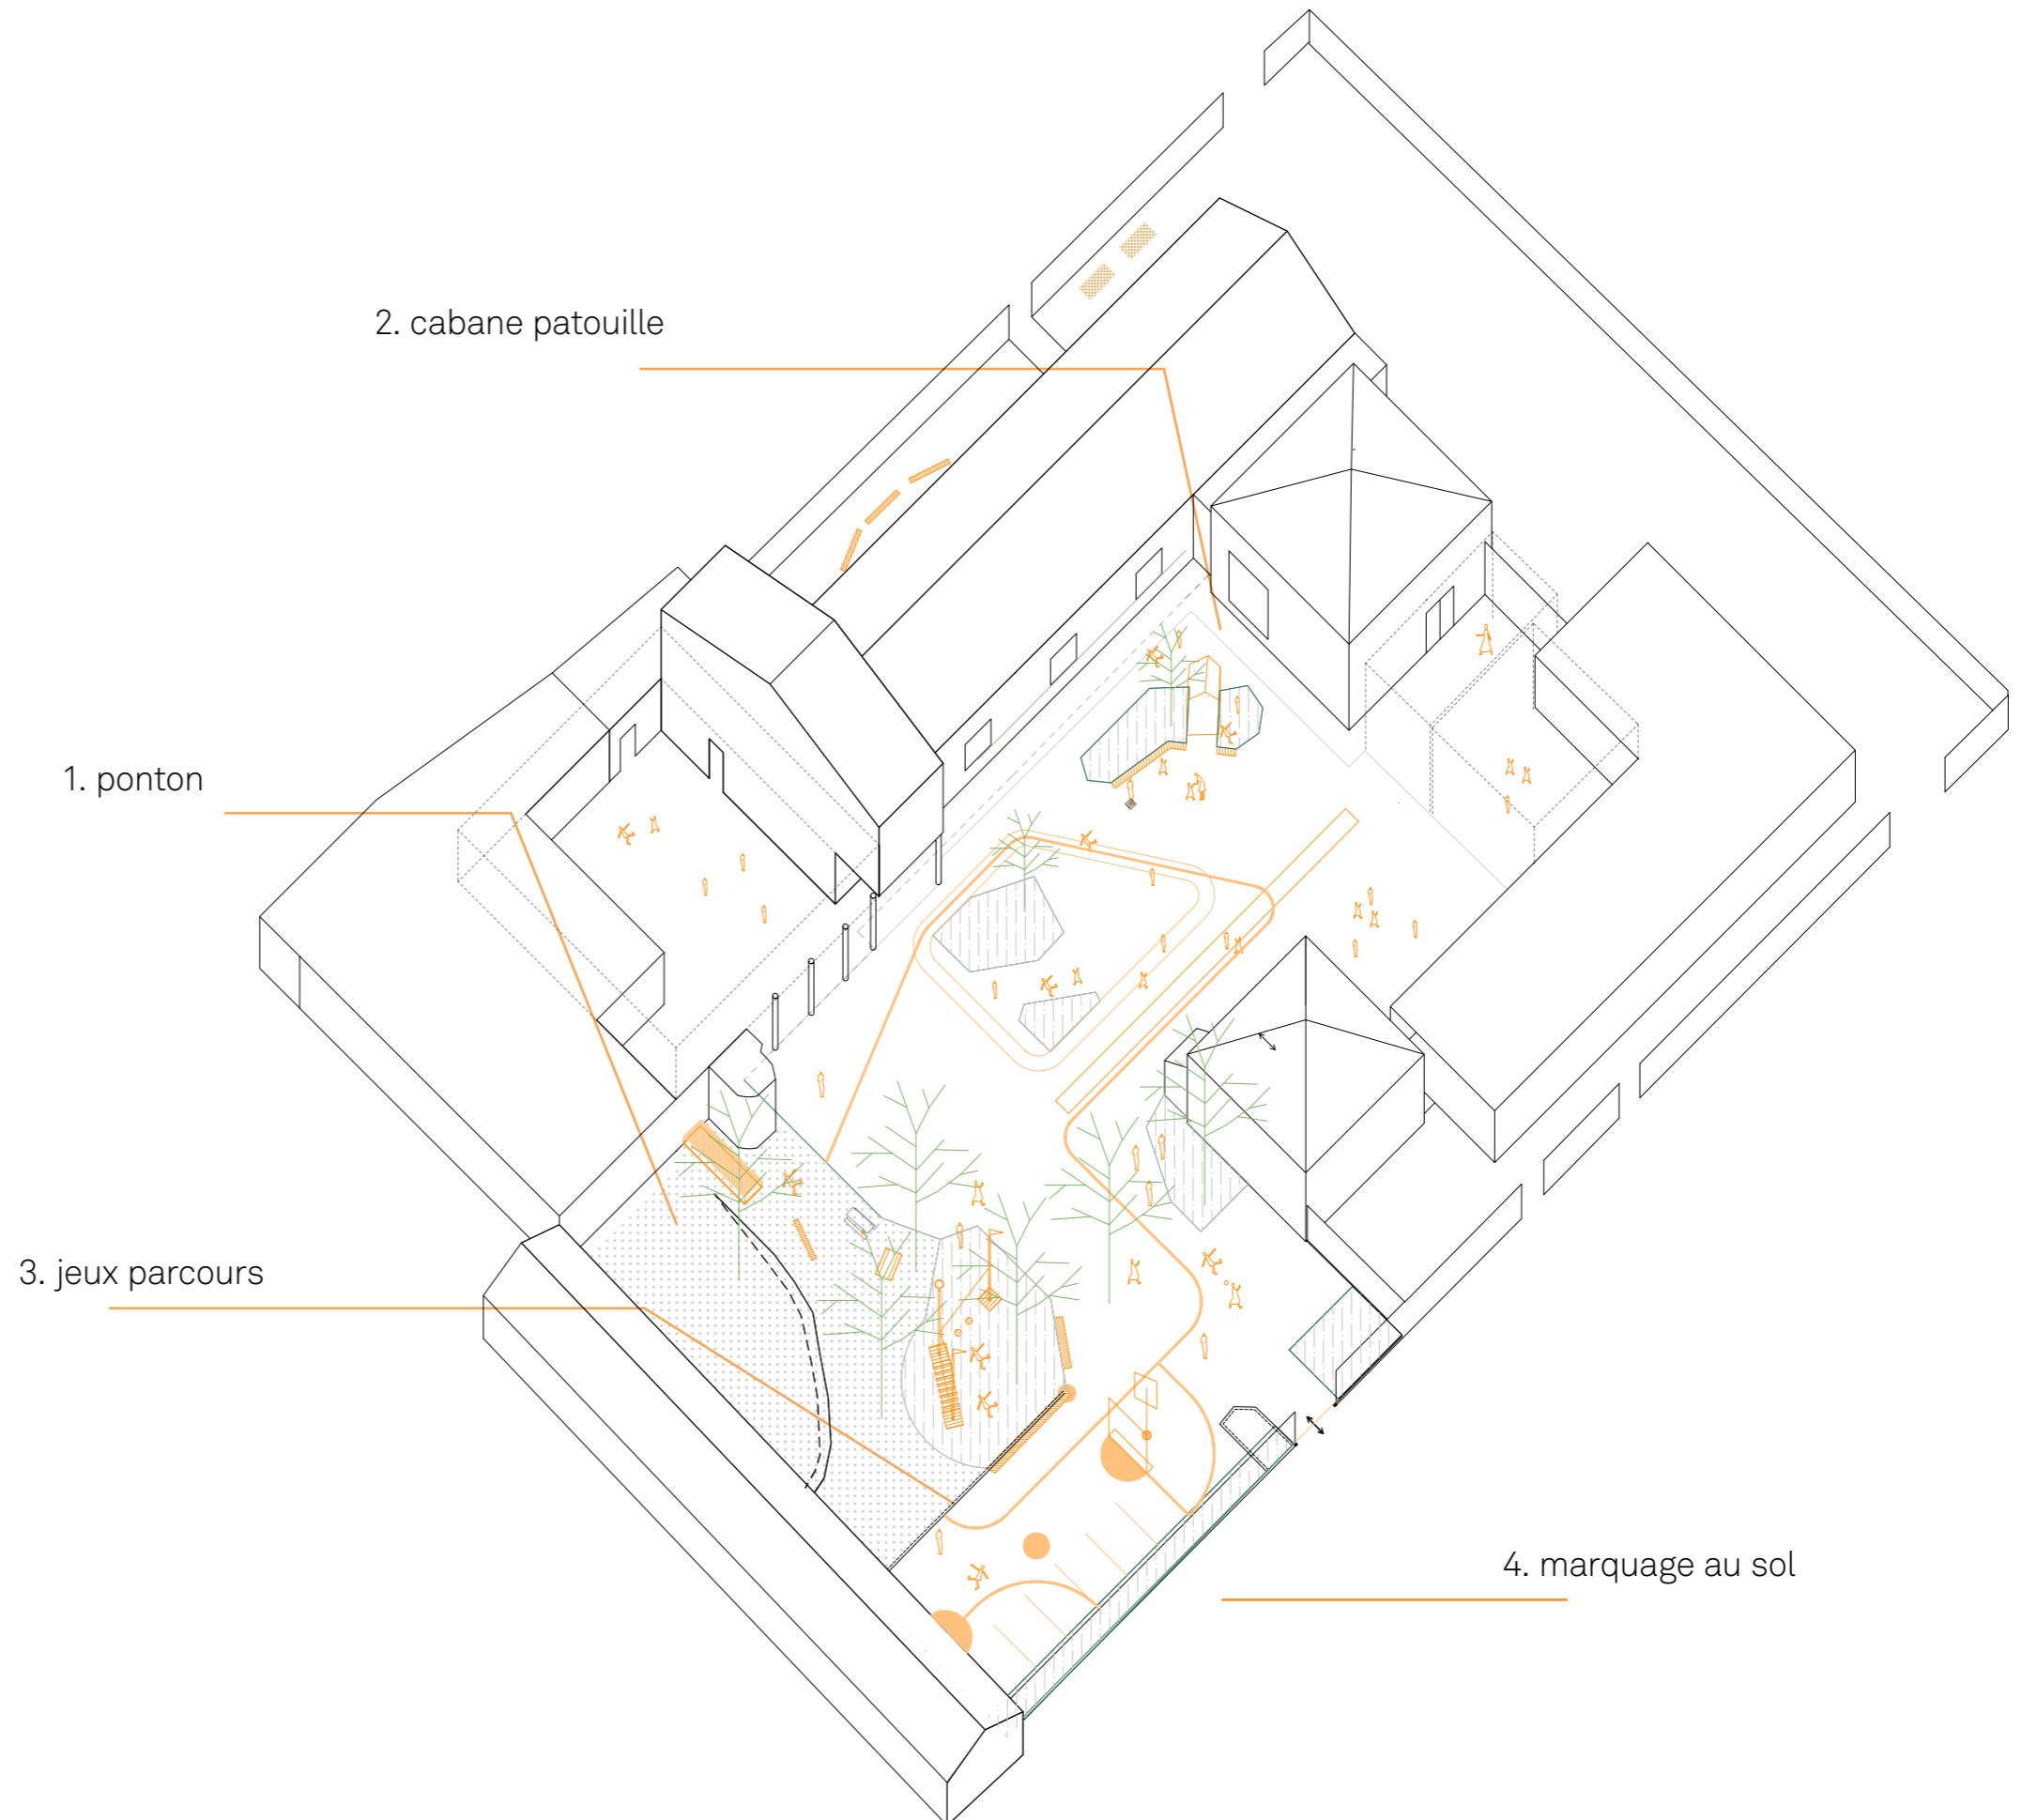 2. cabane patouille
1. ponton
3. jeux parcours
4. marquage au sol